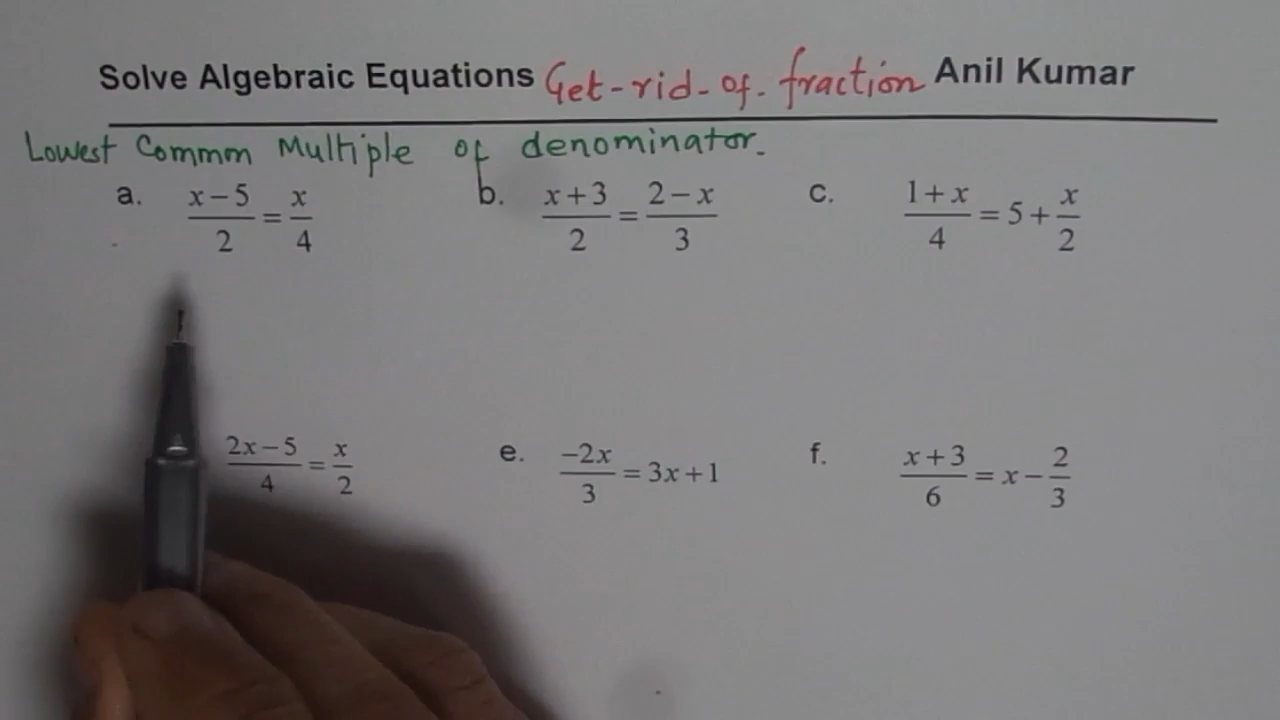 Solve Algebraic Equations Get-rid-of-fraction Anil Kumar
Lowest Common Multiple of denominator.
a. (x−5)/2 = x/4 b. (x+3)/2 = (2−x)/3 c. (1+x)/4 = 5+x/2
(2x−5)/4 = x/2 e. (−2x)/3 = 3x+1 f. (x+3)/6 = x−2/3